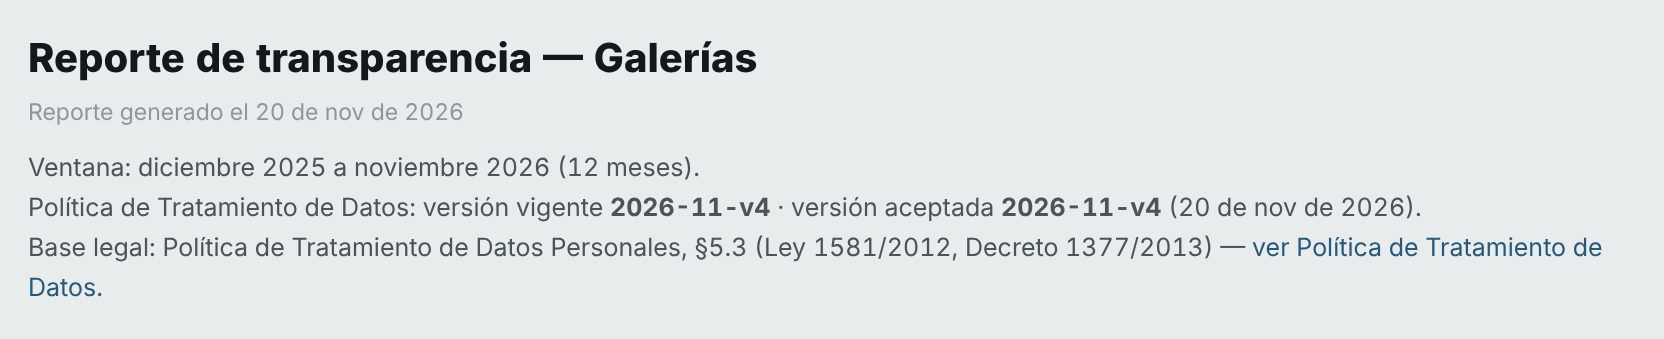 Reporte de transparencia — Galerías
Reporte generado el 20 de nov de 2026
Ventana: diciembre 2025 a noviembre 2026 (12 meses).
Política de Tratamiento de Datos: versión vigente 2026-11-v4 · versión aceptada 2026-11-v4 (20 de nov de 2026).
Base legal: Política de Tratamiento de Datos Personales, §5.3 (Ley 1581/2012, Decreto 1377/2013) — ver Política de Tratamiento de
Datos.